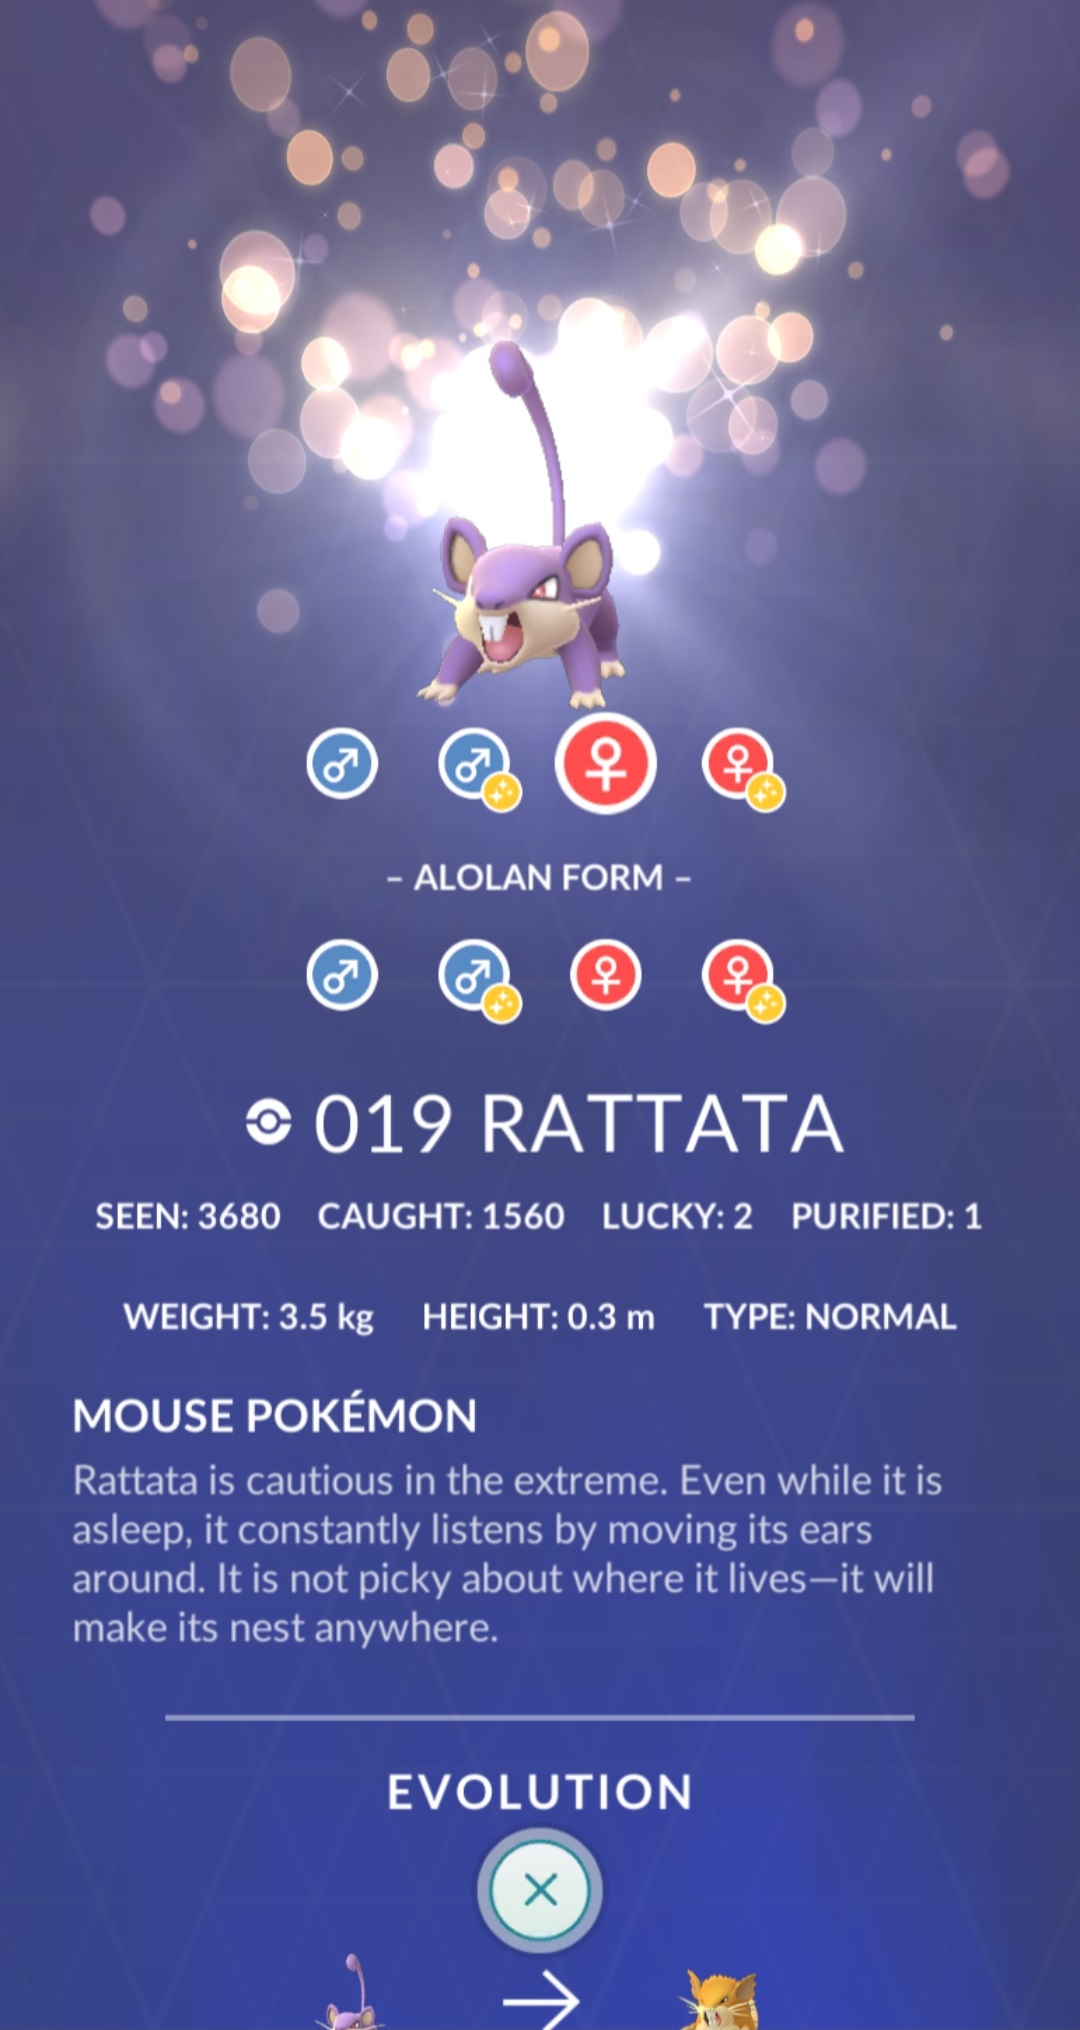 – ALOLAN FORM –
019 RATTATA
SEEN: 3680 CAUGHT: 1560 LUCKY: 2 PURIFIED: 1
WEIGHT: 3.5 kg HEIGHT: 0.3 m TYPE: NORMAL
MOUSE POKÉMON
Rattata is cautious in the extreme. Even while it is
asleep, it constantly listens by moving its ears
around. It is not picky about where it lives—it will
make its nest anywhere.
EVOLUTION